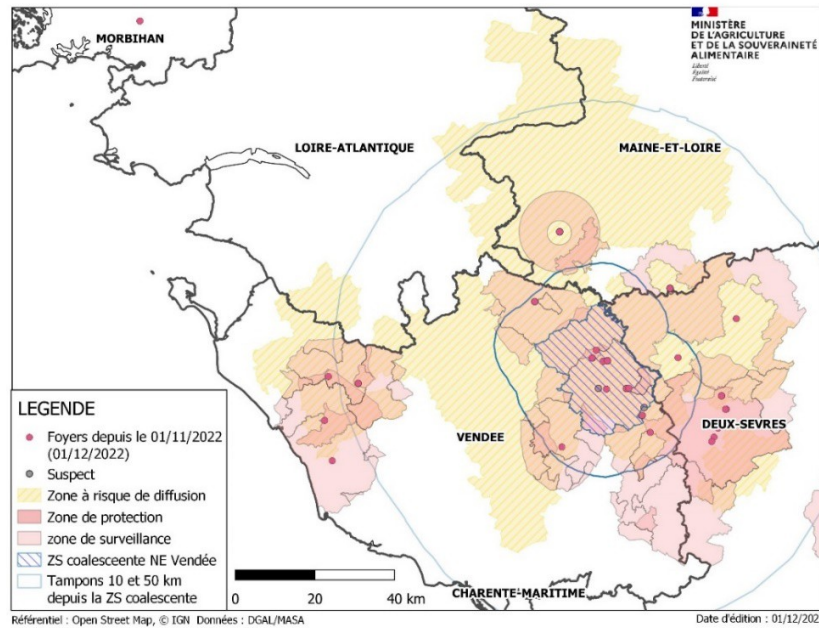 MORBIHAN
MINISTÈRE
DE L'AGRICULTURE
ET DE LA SOUVERAINETÉ
ALIMENTAIRE
Liberté
Égalité
Fraternité
LOIRE-ATLANTIQUE
MAINE-ET-LOIRE
VENDEE
DEUX-SEVRES
CHARENTE-MARITIME
LEGENDE
Foyers depuis le 01/11/2022
(01/12/2022)
Suspect
Zone à risque de diffusion
Zone de protection
zone de surveillance
ZS coalesceente NE Vendée
Tampons 10 et 50 km
depuis la ZS coalescente
0 20 40 km
Référentiel : Open Street Map, © IGN Données : DGAL/MASA
Date d'édition : 01/12/202